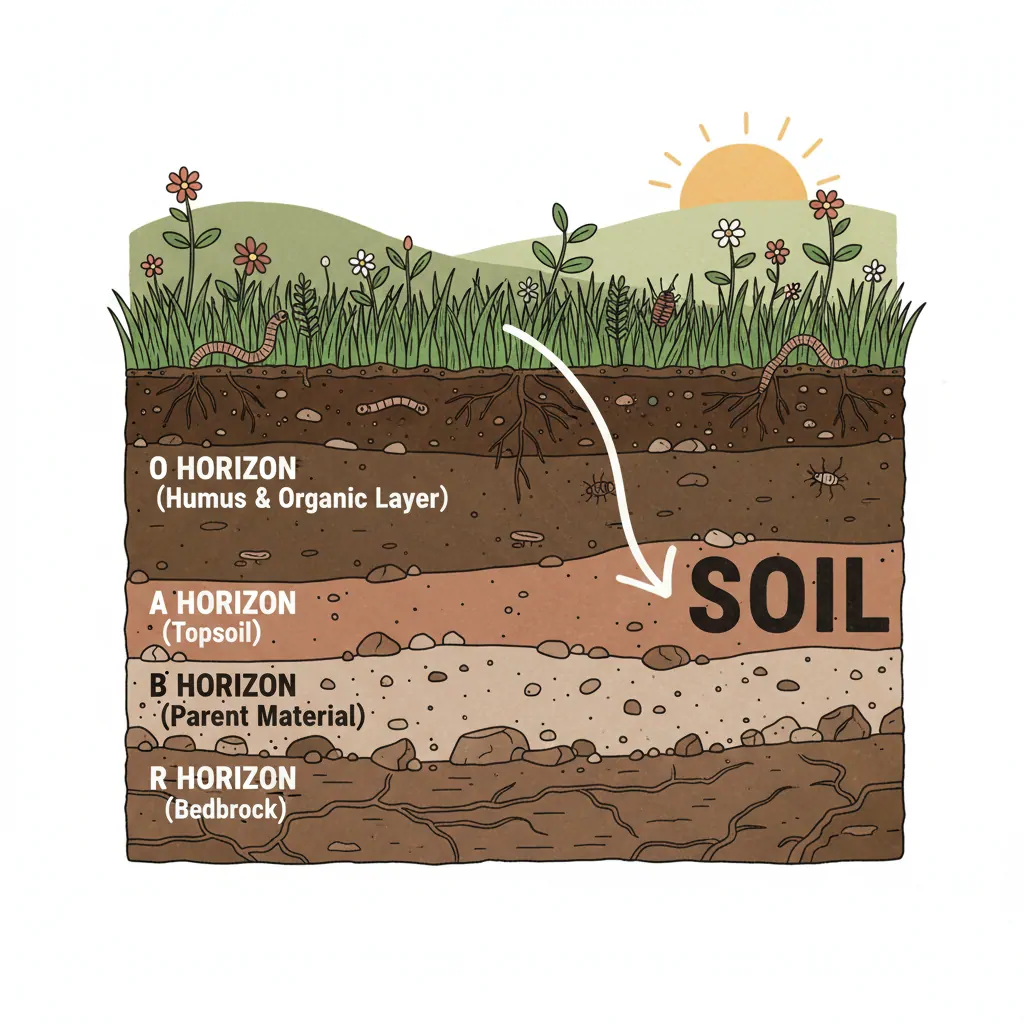 O HORIZON
(Humus & Organic Layer)
SOIL
A HORIZON
(Topsoil)
B HORIZON
(Parent Material)
R HORIZON
(Bedbrock)